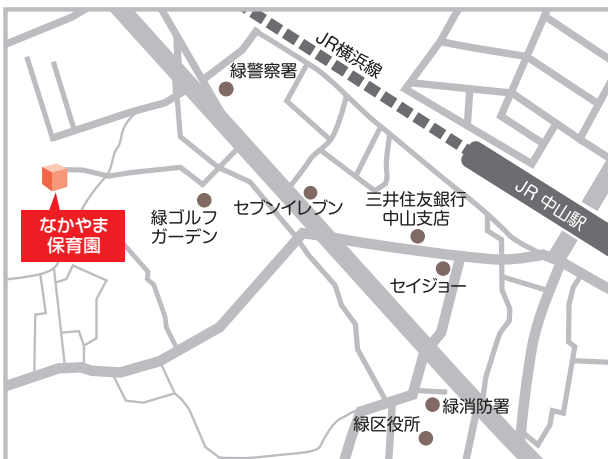 JR横浜線
緑警察署
JR 中山駅
セブンイレブン
三井住友銀行
中山支店
緑ゴルフ
ガーデン
なかやま
保育園
セイジョー
緑消防署
緑区役所